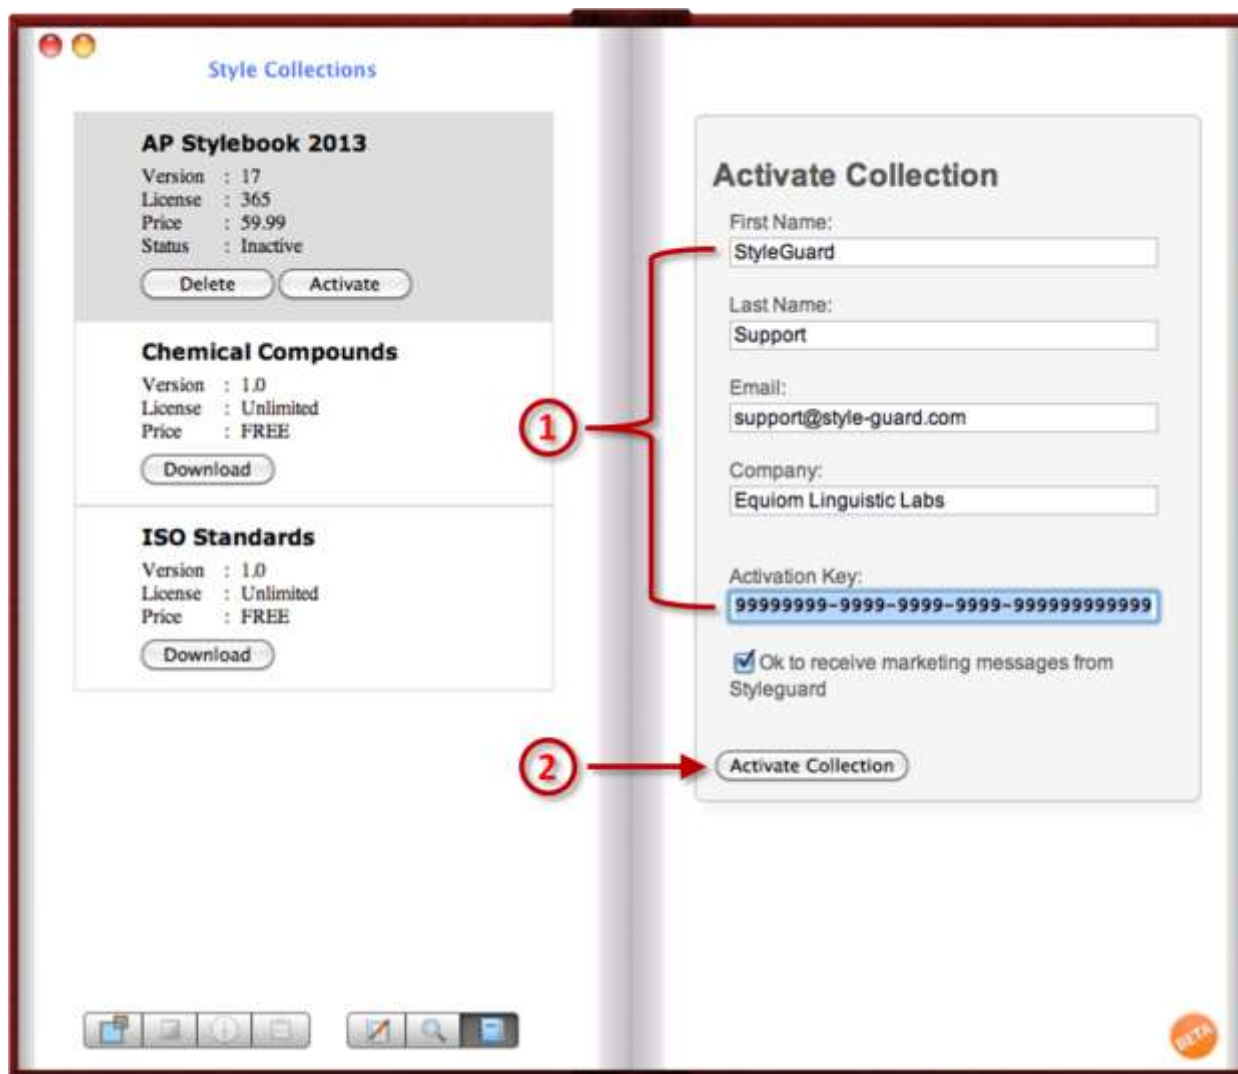 Style Collections
AP Stylebook 2013
Version : 17
License : 365
Price : 59.99
Status : Inactive
Delete Activate
Chemical Compounds
Version : 1.0
License : Unlimited
Price : FREE
Download
ISO Standards
Version : 1.0
License : Unlimited
Price : FREE
Download
Activate Collection
First Name:
StyleGuard
Last Name:
Support
Email:
support@style-guard.com
Company:
Equiom Linguistic Labs
Activation Key:
99999999-9999-9999-9999-999999999999
Ok to receive marketing messages from
Styleguard
Activate Collection
1
2
BETA